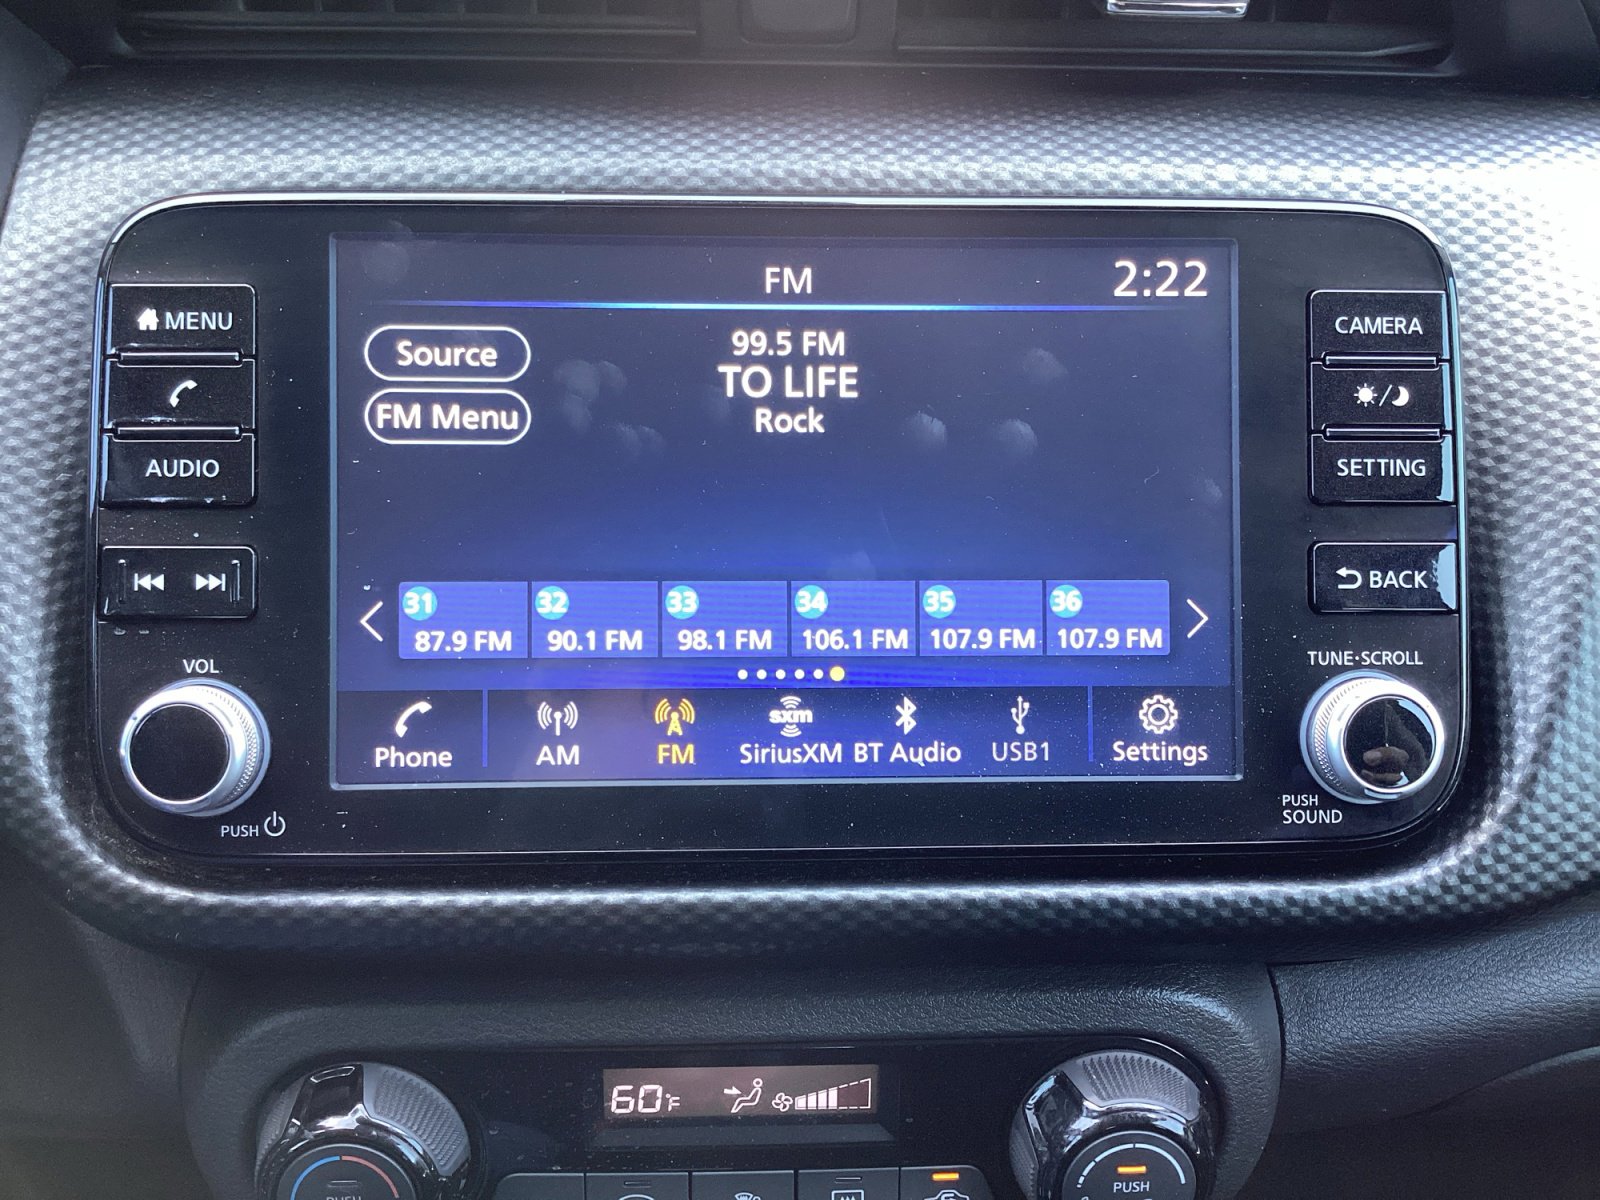 FM
2:22
MENU
AUDIO
VOL
PUSH
Source
FM Menu
99.5 FM
TO LIFE
Rock
31
87.9 FM
32
90.1 FM
33
98.1 FM
34
106.1 FM
35
107.9 FM
36
107.9 FM
Phone
AM
FM
sxm
SiriusXM
BT Audio
USB1
Settings
CAMERA
SETTING
BACK
TUNE·SCROLL
PUSH
SOUND
60°F
PUSH
PUSH